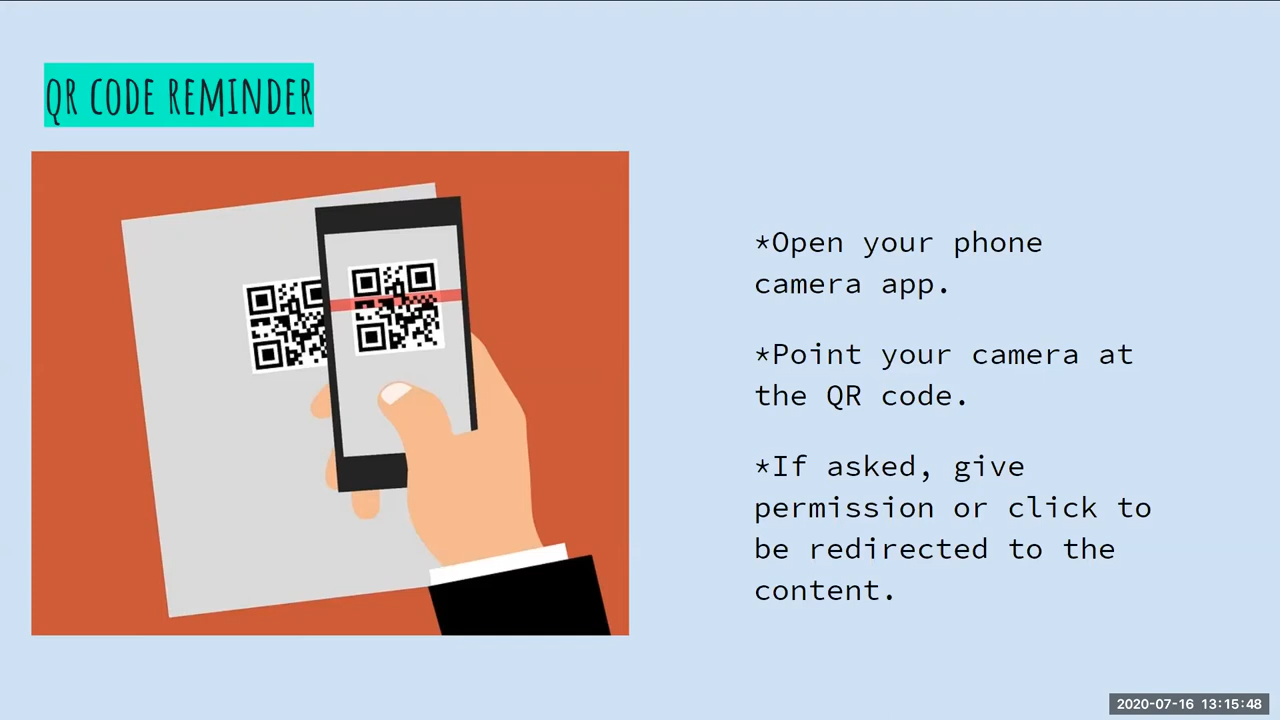 QR CODE REMINDER
*Open your phone
camera app.
*Point your camera at
the QR code.
*If asked, give
permission or click to
be redirected to the
content.
2020-07-16 13:15:48